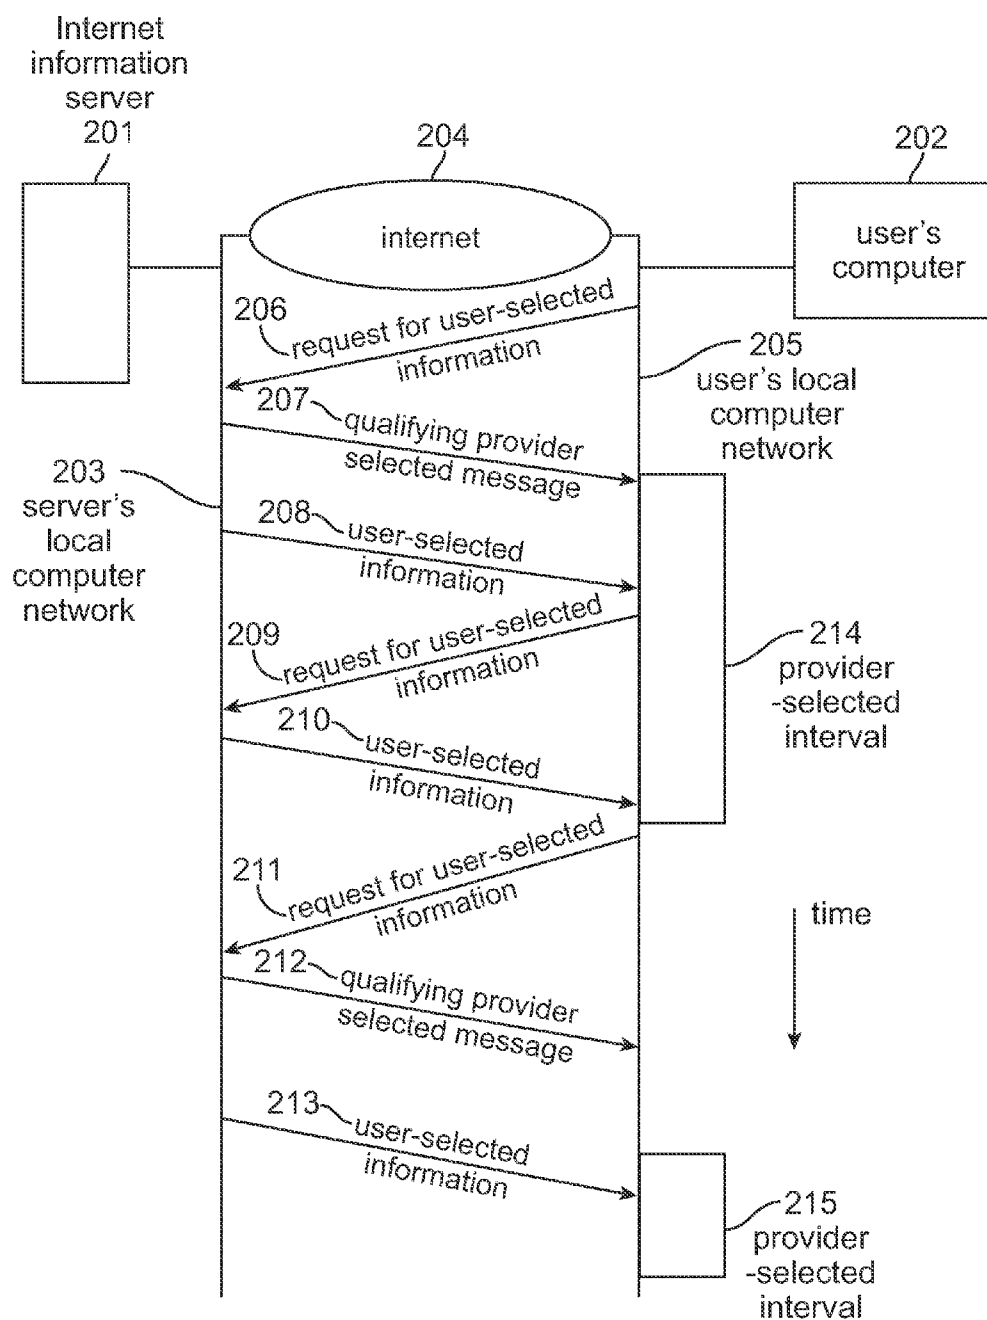 Internet
information
server
201
204
202
internet
user's
computer
206
request for user-selected
information
205
user's local
computer
network
207
qualifying provider
selected message
203
server's
local
computer
network
208
user-selected
information
209
request for user-selected
information
214
provider
-selected
interval
210
user-selected
information
211
request for user-selected
information
time
212
qualifying provider
selected message
213
user-selected
information
215
provider
-selected
interval